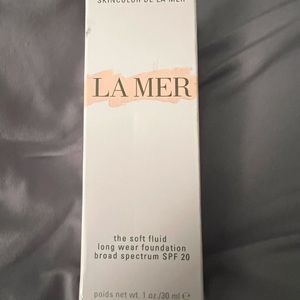 SKINCOLOR DE LA MER
LA MER
the soft fluid
long wear foundation
broad spectrum SPF 20
poids net wt. 1 oz./30 ml ℮